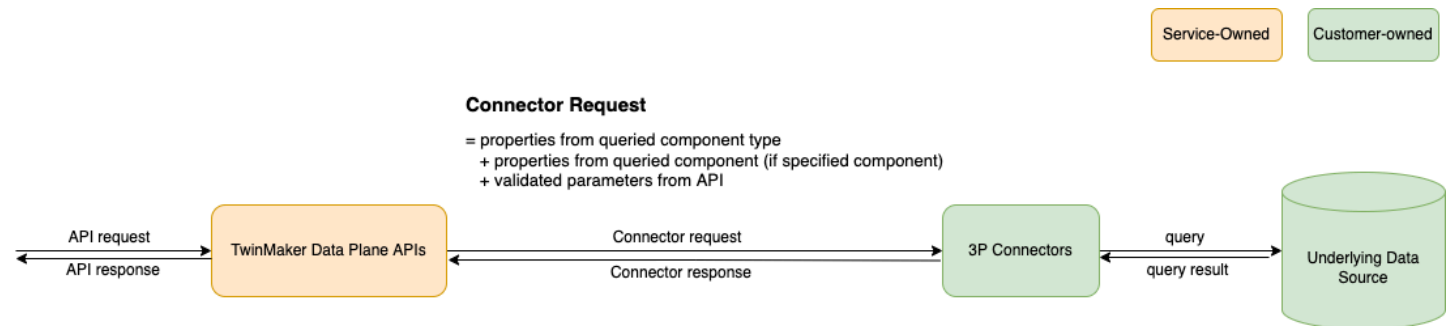 Service-Owned
Customer-owned
Connector Request
= properties from queried component type
+ properties from queried component (if specified component)
+ validated parameters from API
API request
API response
TwinMaker Data Plane APIs
Connector request
Connector response
3P Connectors
query
query result
Underlying Data
Source